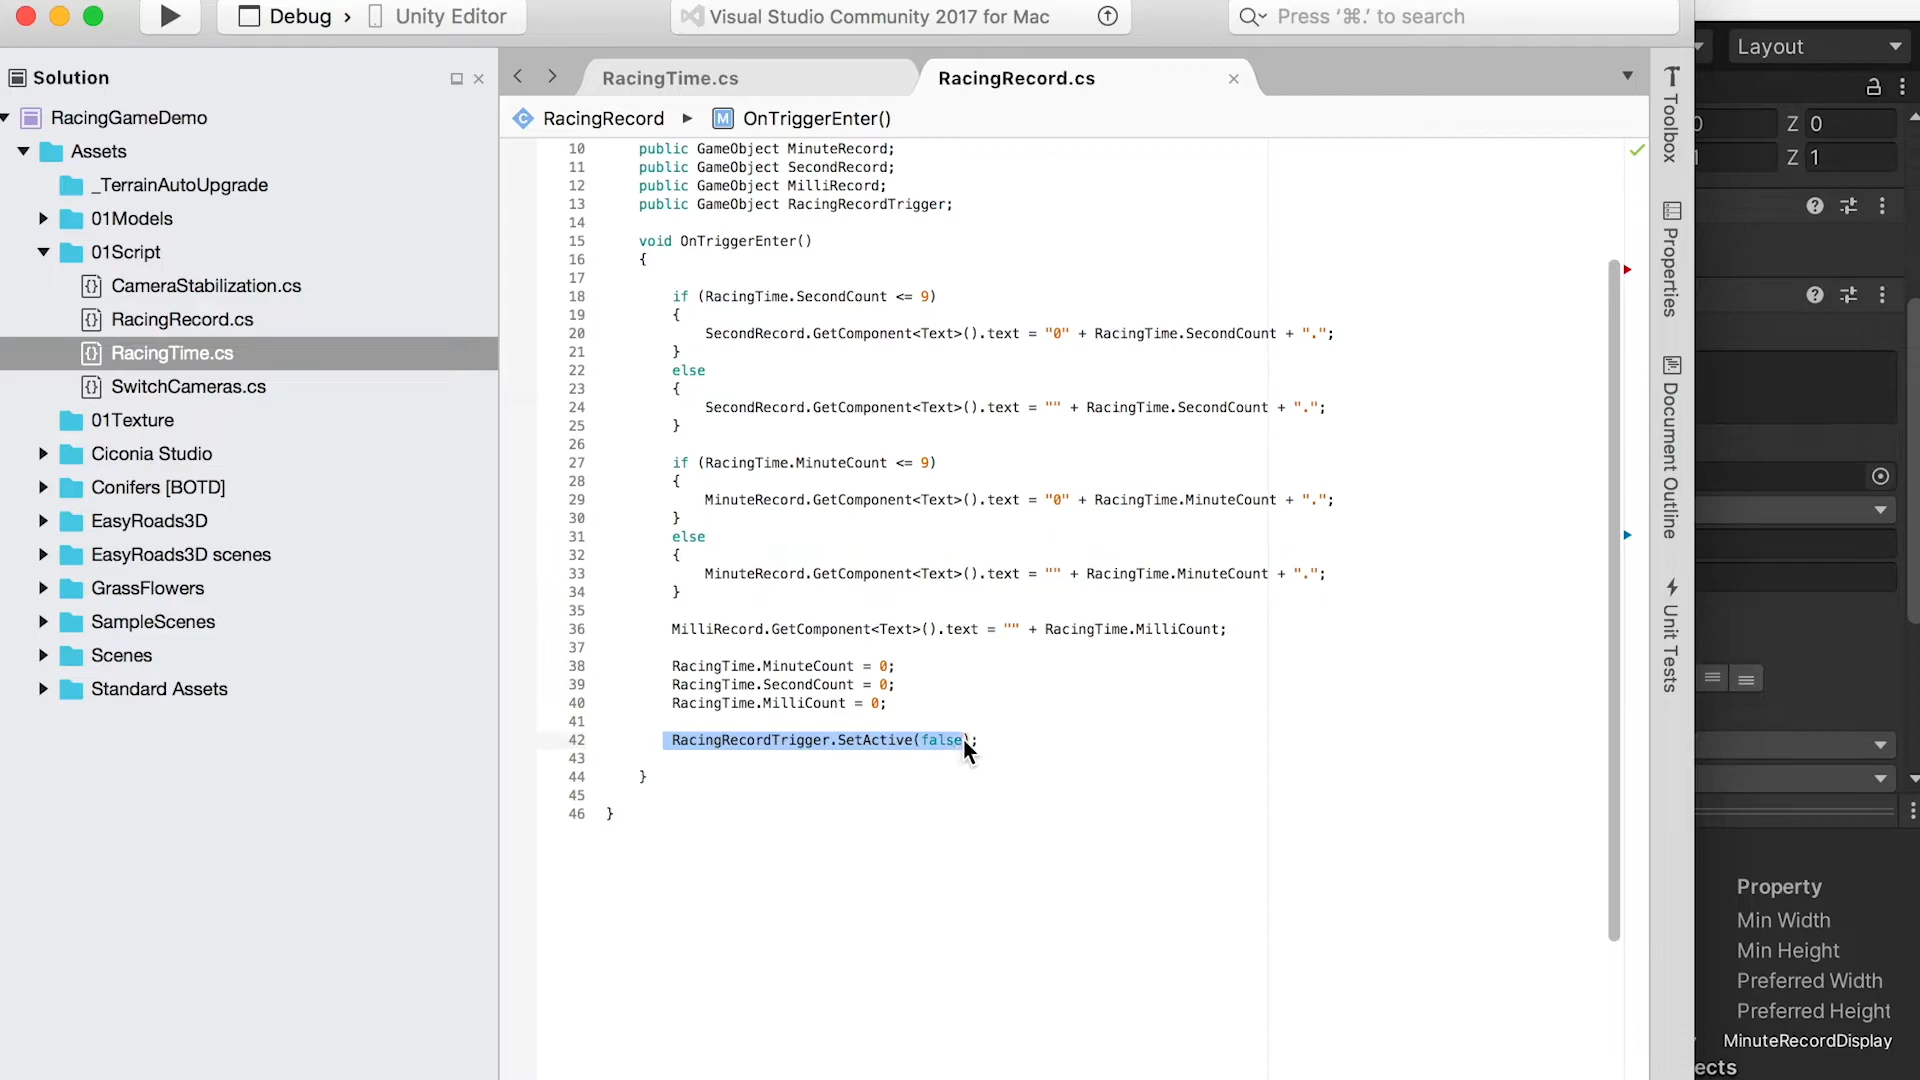 Debug › Unity Editor
Visual Studio Community 2017 for Mac
Press ‘⌘.’ to search
Layout
Solution
RacingTime.cs
RacingRecord.cs
RacingGameDemo
Assets
_TerrainAutoUpgrade
01Models
01Script
CameraStabilization.cs
RacingRecord.cs
RacingTime.cs
SwitchCameras.cs
01Texture
Ciconia Studio
Conifers [BOTD]
EasyRoads3D
EasyRoads3D scenes
GrassFlowers
SampleScenes
Scenes
Standard Assets
RacingRecord ▸ M OnTriggerEnter()
10 public GameObject MinuteRecord;
11 public GameObject SecondRecord;
12 public GameObject MilliRecord;
13 public GameObject RacingRecordTrigger;
14
15 void OnTriggerEnter()
16 {
17
18 if (RacingTime.SecondCount <= 9)
19 {
20 SecondRecord.GetComponent<Text>().text = "0" + RacingTime.SecondCount + ".";
21 }
22 else
23 {
24 SecondRecord.GetComponent<Text>().text = "" + RacingTime.SecondCount + ".";
25 }
26
27 if (RacingTime.MinuteCount <= 9)
28 {
29 MinuteRecord.GetComponent<Text>().text = "0" + RacingTime.MinuteCount + ".";
30 }
31 else
32 {
33 MinuteRecord.GetComponent<Text>().text = "" + RacingTime.MinuteCount + ".";
34 }
35
36 MilliRecord.GetComponent<Text>().text = "" + RacingTime.MilliCount;
37
38 RacingTime.MinuteCount = 0;
39 RacingTime.SecondCount = 0;
40 RacingTime.MilliCount = 0;
41
42 RacingRecordTrigger.SetActive(false);
43
44 }
45
46 }
Toolbox
Properties
Document Outline
Unit Tests
0 Z 0
1 Z 1
Property
Min Width
Min Height
Preferred Width
Preferred Height
MinuteRecordDisplay
ects